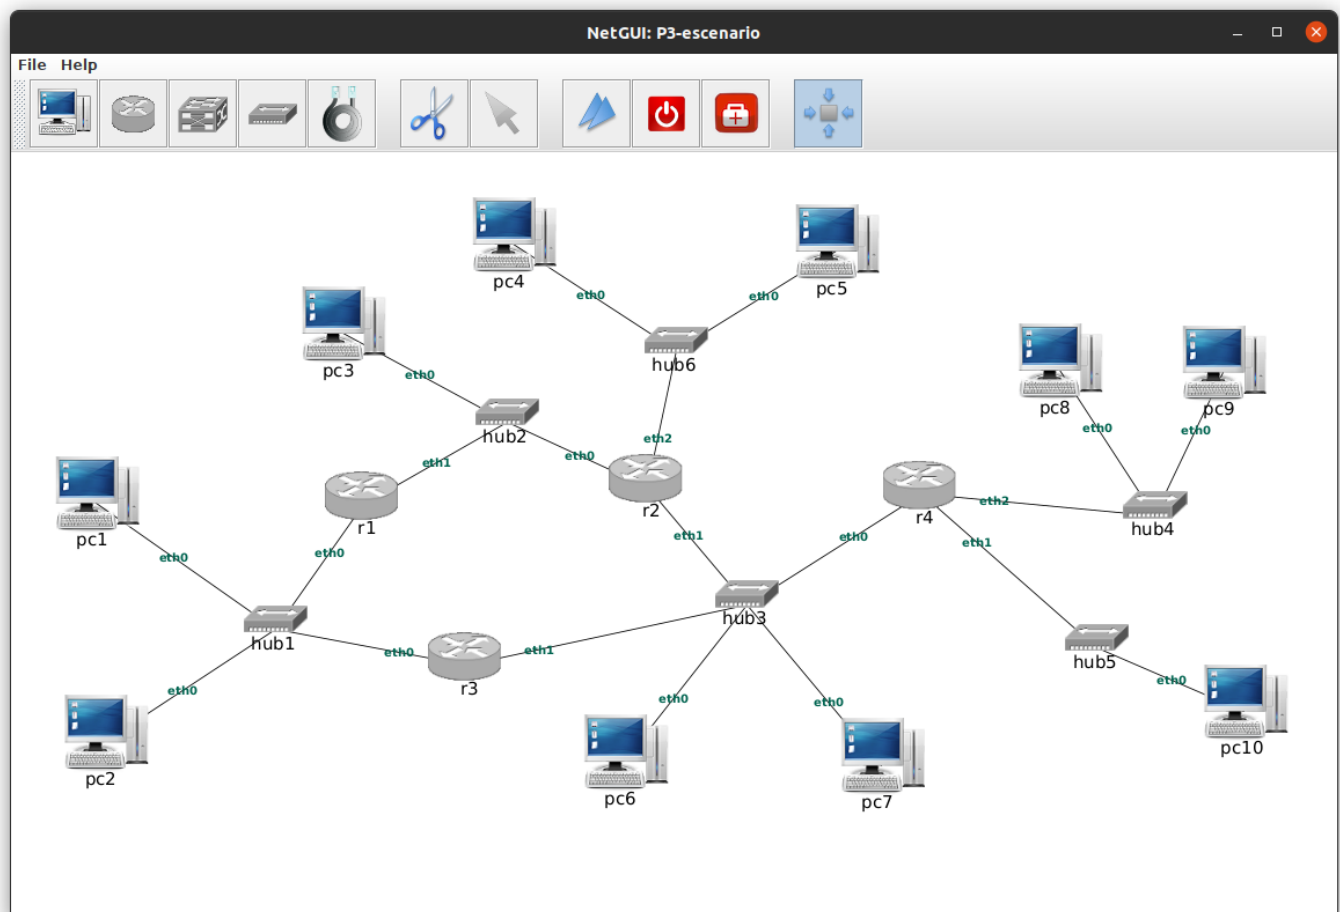 NetGUI: P3-escenario
File Help
pc4
pc5
eth0
eth0
hub6
pc3
eth0
pc8
pc9
hub2
eth2
eth0
eth0
eth0
eth1
pc1
r1
r2
r4
eth2
hub4
eth0
eth0
eth1
eth0
eth1
hub1
hub3
eth0
eth1
hub5
r3
eth0
eth0
eth0
eth0
pc2
pc6
pc7
pc10